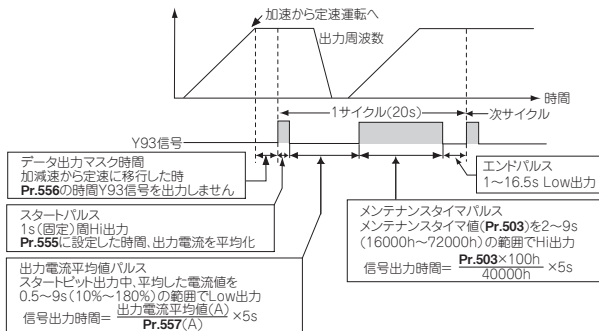 加速から定速運転へ
出力周波数
時間
1サイクル(20s)
次サイクル
Y93信号
データ出力マスク時間
加減速から定速に移行した時
Pr.556の時間Y93信号を出力しません
エンドパルス
1～16.5s Low出力
スタートパルス
1s(固定)間Hi出力
Pr.555に設定した時間、出力電流を平均化
メンテナンスタイマパルス
メンテナンスタイマ値(Pr.503)を2～9s
(16000h～72000h)の範囲でHi出力
信号出力時間= Pr.503×100h / 40000h ×5s
出力電流平均値パルス
スタートビット出力中、平均した電流値を
0.5～9s(10%～180%)の範囲でLow出力
信号出力時間= 出力電流平均値(A) / Pr.557(A) ×5s